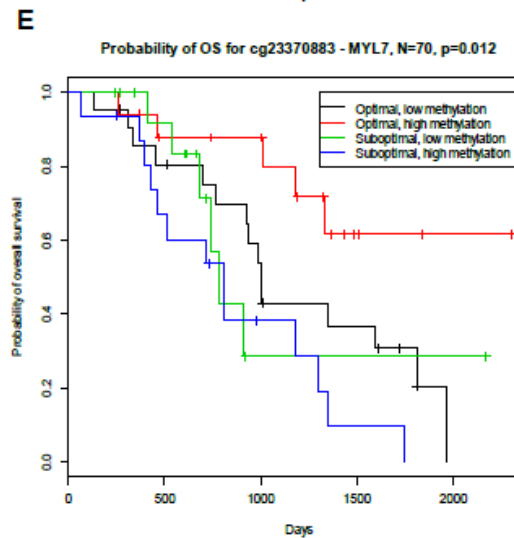 E
Probability of OS for cg23370883 - MYL7, N=70, p=0.012
Optimal, low methylation
Optimal, high methylation
Suboptimal, low methylation
Suboptimal, high methylation
Probability of overall survival
1.0
0.8
0.6
0.4
0.2
0.0
0
500
1000
1500
2000
Days